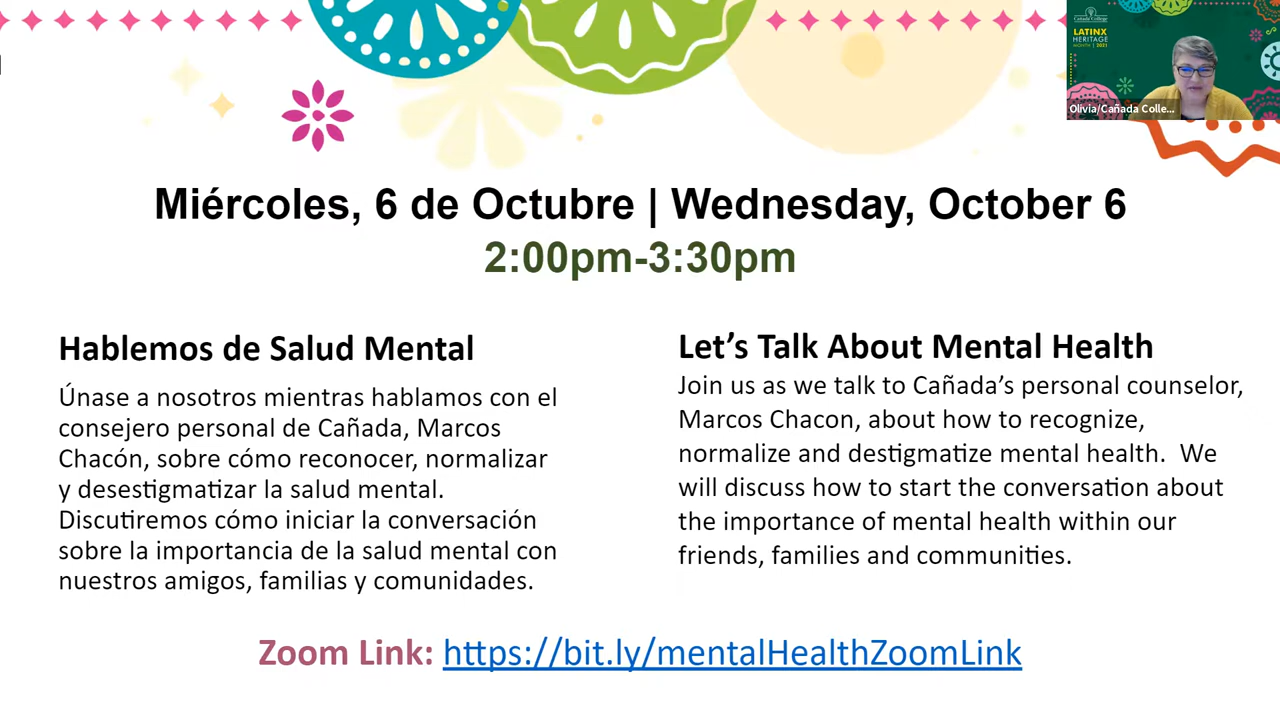 Cañada College
LATINX
HERITAGE
MONTH | 2021
Olivia/Cañada Colle...
Miércoles, 6 de Octubre | Wednesday, October 6
2:00pm-3:30pm
Hablemos de Salud Mental
Únase a nosotros mientras hablamos con el
consejero personal de Cañada, Marcos
Chacón, sobre cómo reconocer, normalizar
y desestigmatizar la salud mental.
Discutiremos cómo iniciar la conversación
sobre la importancia de la salud mental con
nuestros amigos, familias y comunidades.
Let’s Talk About Mental Health
Join us as we talk to Cañada’s personal counselor,
Marcos Chacon, about how to recognize,
normalize and destigmatize mental health.  We
will discuss how to start the conversation about
the importance of mental health within our
friends, families and communities.
Zoom Link: https://bit.ly/mentalHealthZoomLink